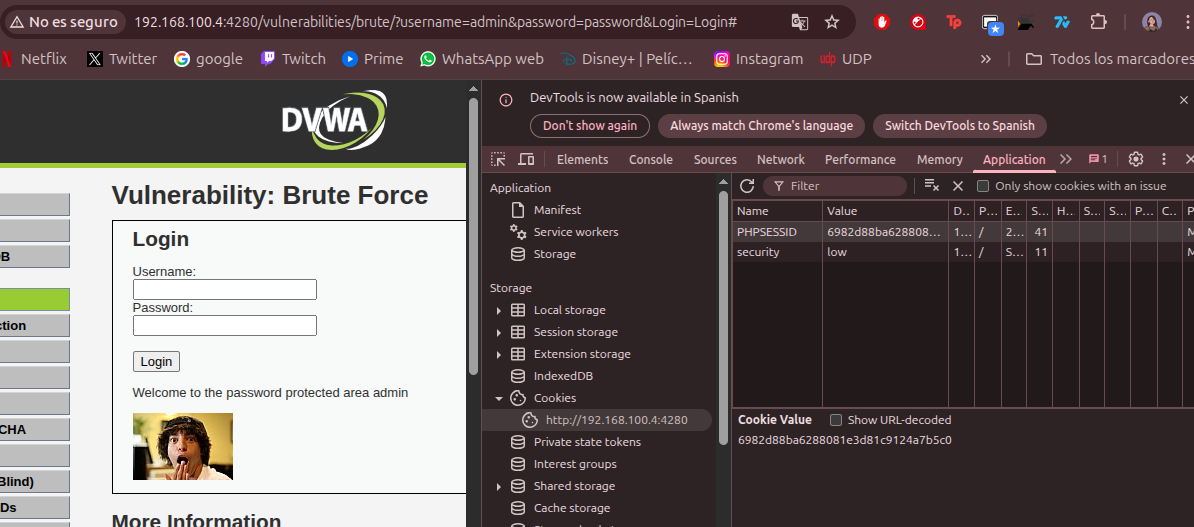 No es seguro 192.168.100.4:4280/vulnerabilities/brute/?username=admin&password=password&Login=Login#
Netflix Twitter google Twitch Prime WhatsApp web Disney+ | Pelíc… Instagram UDP » Todos los marcadores
DVWA
Vulnerability: Brute Force
Login
Username:
Password:
Login
Welcome to the password protected area admin
More Information
OB
ction
CHA
Blind)
Ds
DevTools is now available in Spanish
Don't show again Always match Chrome's language Switch DevTools to Spanish
Elements Console Sources Network Performance Memory Application » 1
Application
Manifest
Service workers
Storage
Storage
Local storage
Session storage
Extension storage
IndexedDB
Cookies
http://192.168.100.4:4280
Private state tokens
Interest groups
Shared storage
Cache storage
Filter Only show cookies with an issue
Name Value D… P… E… S… H… S… S… P… C… P
PHPSESSID 6982d88ba628808… 1… / 2… 41 M
security low 1… / S… 11 M
Cookie Value Show URL-decoded
6982d88ba6288081e3d81c9124a7b5c0